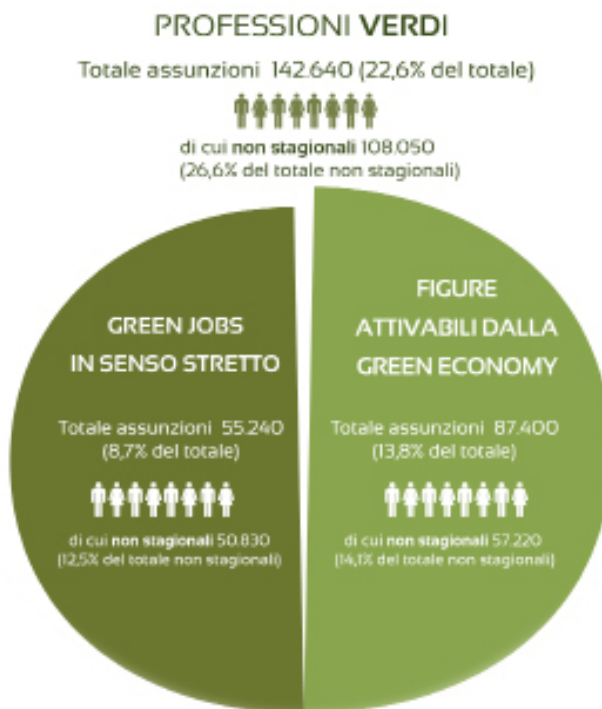 PROFESSIONI VERDI
Totale assunzioni 142.640 (22,6% del totale)
di cui non stagionali 108.050
(26,6% del totale non stagionali)
GREEN JOBS
IN SENSO STRETTO
Totale assunzioni 55.240
(8,7% del totale)
di cui non stagionali 50.830
(12,5% del totale non stagionali)
FIGURE
ATTIVABILI DALLA
GREEN ECONOMY
Totale assunzioni 87.400
(13,8% del totale)
di cui non stagionali 57.220
(14,1% del totale non stagionali)